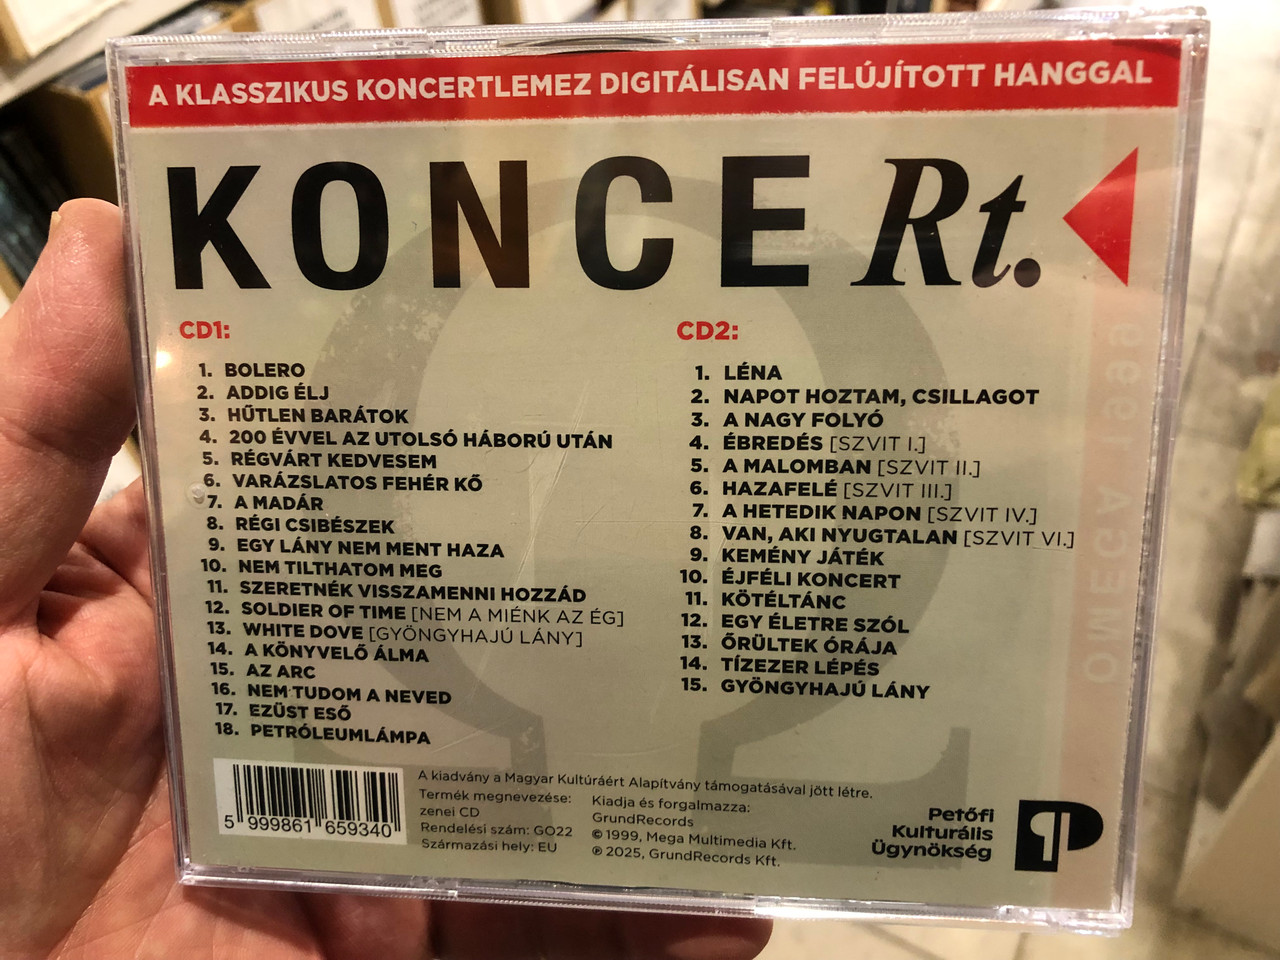 A KLASSZIKUS KONCERTLEMEZ DIGITÁLISAN FELÚJÍTOTT HANGGAL
KONCERt.
CD1:
1. BOLERO
2. ADDIG ÉLJ
3. HŰTLEN BARÁTOK
4. 200 ÉVVEL AZ UTOLSÓ HÁBORÚ UTÁN
5. RÉGVÁRT KEDVESEM
6. VARÁZSLATOS FEHÉR KŐ
7. A MADÁR
8. RÉGI CSIBÉSZEK
9. EGY LÁNY NEM MENT HAZA
10. NEM TILTHATOM MEG
11. SZERETNÉK VISSZAMENNI HOZZÁD
12. SOLDIER OF TIME [NEM A MIÉNK AZ ÉG]
13. WHITE DOVE [GYÖNGYHAJÚ LÁNY]
14. A KÖNYVELŐ ÁLMA
15. AZ ARC
16. NEM TUDOM A NEVED
17. EZÜST ESŐ
18. PETRÓLEUMLÁMPA
CD2:
1. LÉNA
2. NAPOT HOZTAM, CSILLAGOT
3. A NAGY FOLYÓ
4. ÉBREDÉS [SZVIT I.]
5. A MALOMBAN [SZVIT II.]
6. HAZAFELÉ [SZVIT III.]
7. A HETEDIK NAPON [SZVIT IV.]
8. VAN, AKI NYUGTALAN [SZVIT VI.]
9. KEMÉNY JÁTÉK
10. ÉJFÉLI KONCERT
11. KÖTÉLTÁNC
12. EGY ÉLETRE SZÓL
13. ŐRÜLTEK ÓRÁJA
14. TÍZEZER LÉPÉS
15. GYÖNGYHAJÚ LÁNY
OMEGA 1999
5 999861 659340
A kiadvány a Magyar Kultúráért Alapítvány támogatásával jött létre.
Termék megnevezése:
zenei CD
Rendelési szám: GO22
Származási hely: EU
Kiadja és forgalmazza:
GrundRecords
© 1999, Mega Multimedia Kft.
℗ 2025, GrundRecords Kft.
Petőfi
Kulturális
Ügynökség